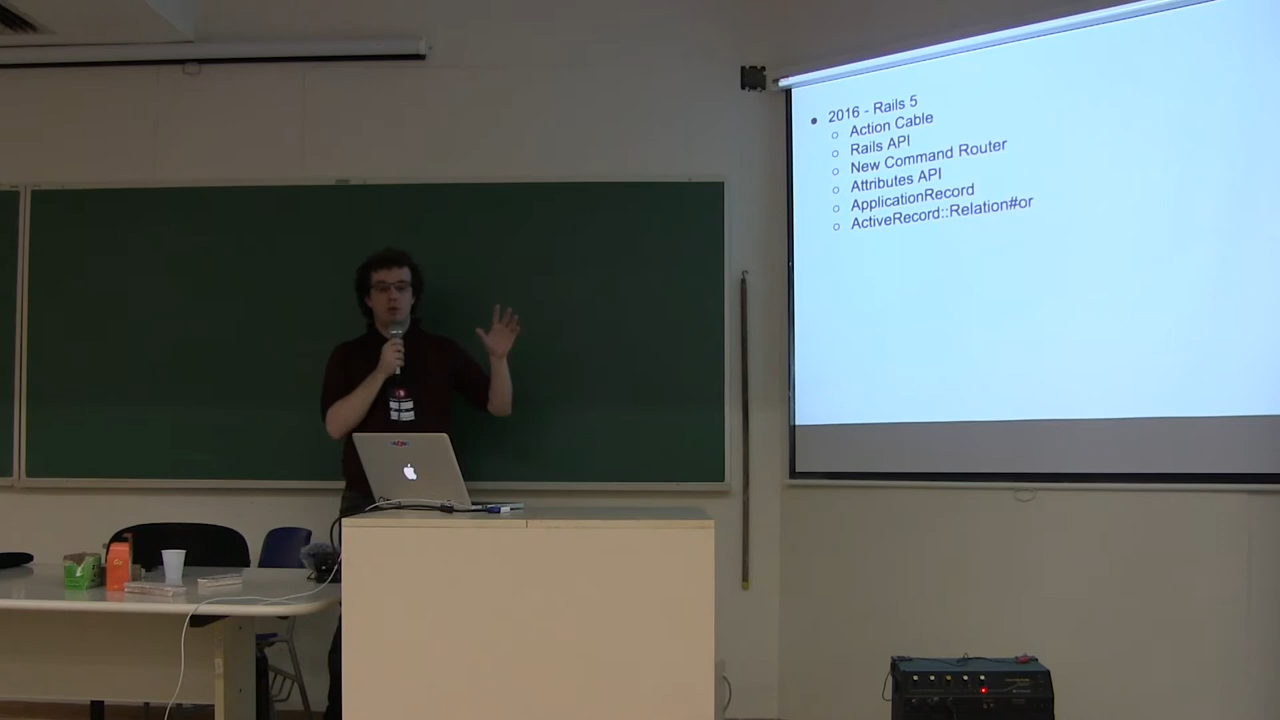 2016 - Rails 5
Action Cable
Rails API
New Command Router
Attributes API
ApplicationRecord
ActiveRecord::Relation#or